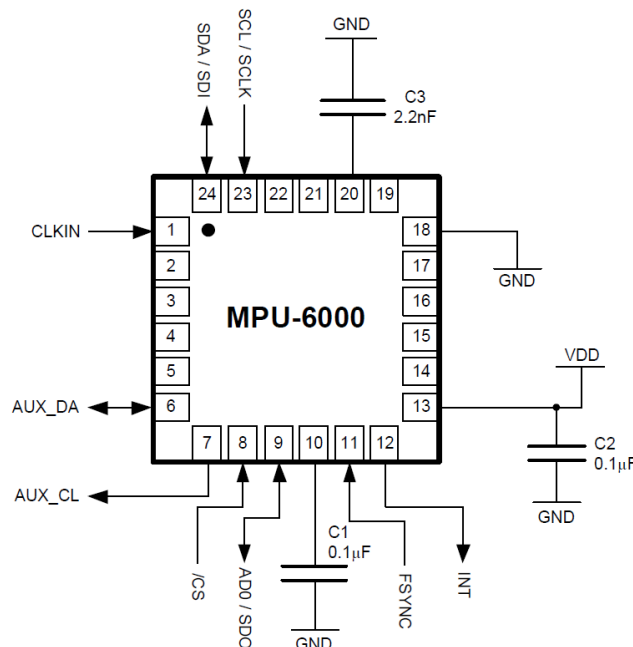 GND
SDA / SDI
SCL / SCLK
C3
2.2nF
24 23 22 21 20 19
CLKIN
1
2
3
4
5
6
MPU-6000
18
17
16
15
14
13
GND
VDD
AUX_DA
7 8 9 10 11 12
AUX_CL
C2
0.1µF
GND
/CS
AD0 / SDO
C1
0.1µF
GND
FSYNC
INT